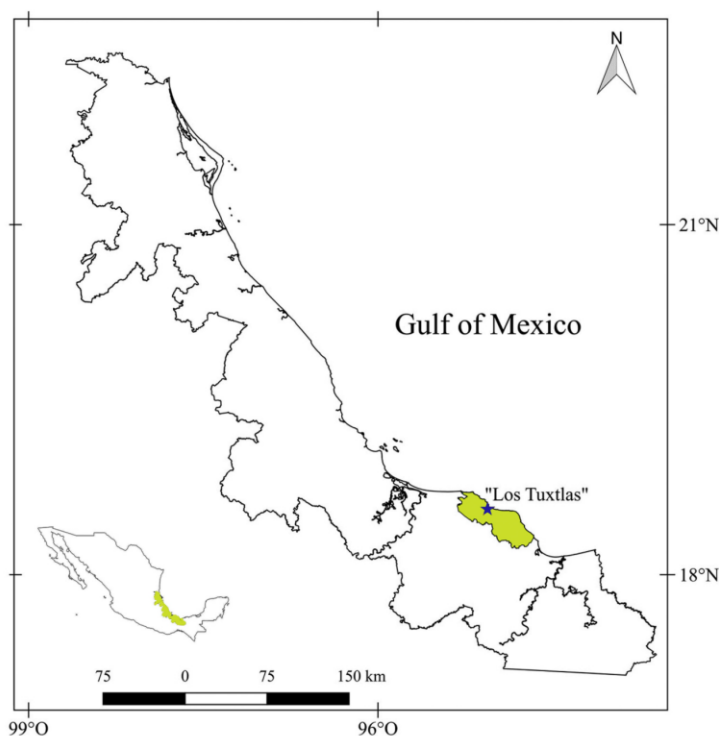 N
21°N
Gulf of Mexico
"Los Tuxtlas"
18°N
75 0 75 150 km
99°O 96°O